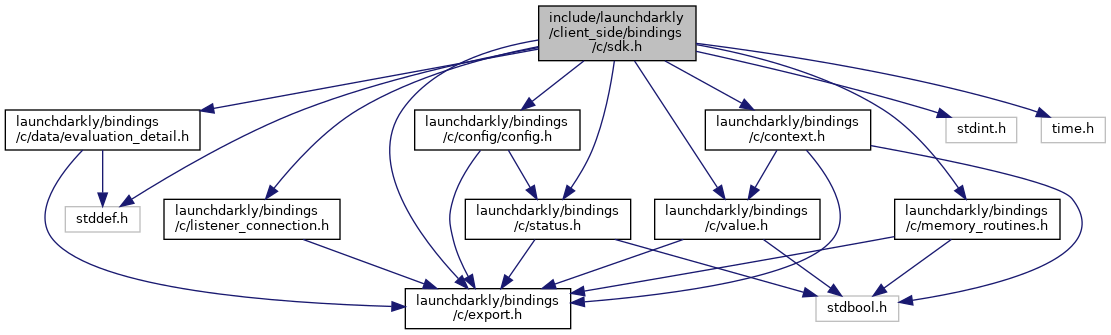 include/launchdarkly
/client_side/bindings
/c/sdk.h
launchdarkly/bindings
/c/data/evaluation_detail.h
launchdarkly/bindings
/c/config/config.h
launchdarkly/bindings
/c/context.h
stdint.h
time.h
stddef.h
launchdarkly/bindings
/c/listener_connection.h
launchdarkly/bindings
/c/status.h
launchdarkly/bindings
/c/value.h
launchdarkly/bindings
/c/memory_routines.h
launchdarkly/bindings
/c/export.h
stdbool.h